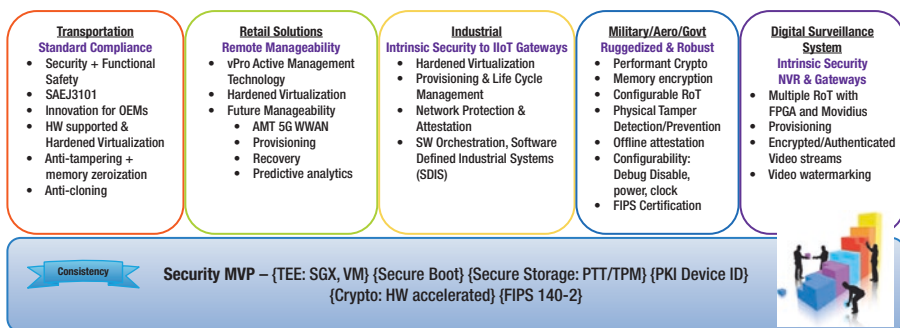 Transportation
Standard Compliance
• Security + Functional
Safety
• SAEJ3101
• Innovation for OEMs
• HW supported &
Hardened Virtualization
• Anti-tampering +
memory zeroization
• Anti-cloning
Retail Solutions
Remote Manageability
• vPro Active Management
Technology
• Hardened Virtualization
• Future Manageability
• AMT 5G WWAN
• Provisioning
• Recovery
• Predictive analytics
Industrial
Intrinsic Security to IIoT Gateways
• Hardened Virtualization
• Provisioning & Life Cycle
Management
• Network Protection &
Attestation
• SW Orchestration, Software
Defined Industrial Systems
(SDIS)
Military/Aero/Govt
Ruggedized & Robust
• Performant Crypto
• Memory encryption
• Configurable RoT
• Physical Tamper
Detection/Prevention
• Offline attestation
• Configurability:
Debug Disable,
power, clock
• FIPS Certification
Digital Surveillance
System
Intrinsic Security
NVR & Gateways
• Multiple RoT with
FPGA and Movidius
• Provisioning
• Encrypted/Authenticated
Video streams
• Video watermarking
Consistency
Security MVP – {TEE: SGX, VM} {Secure Boot} {Secure Storage: PTT/TPM} {PKI Device ID}
{Crypto: HW accelerated} {FIPS 140-2}